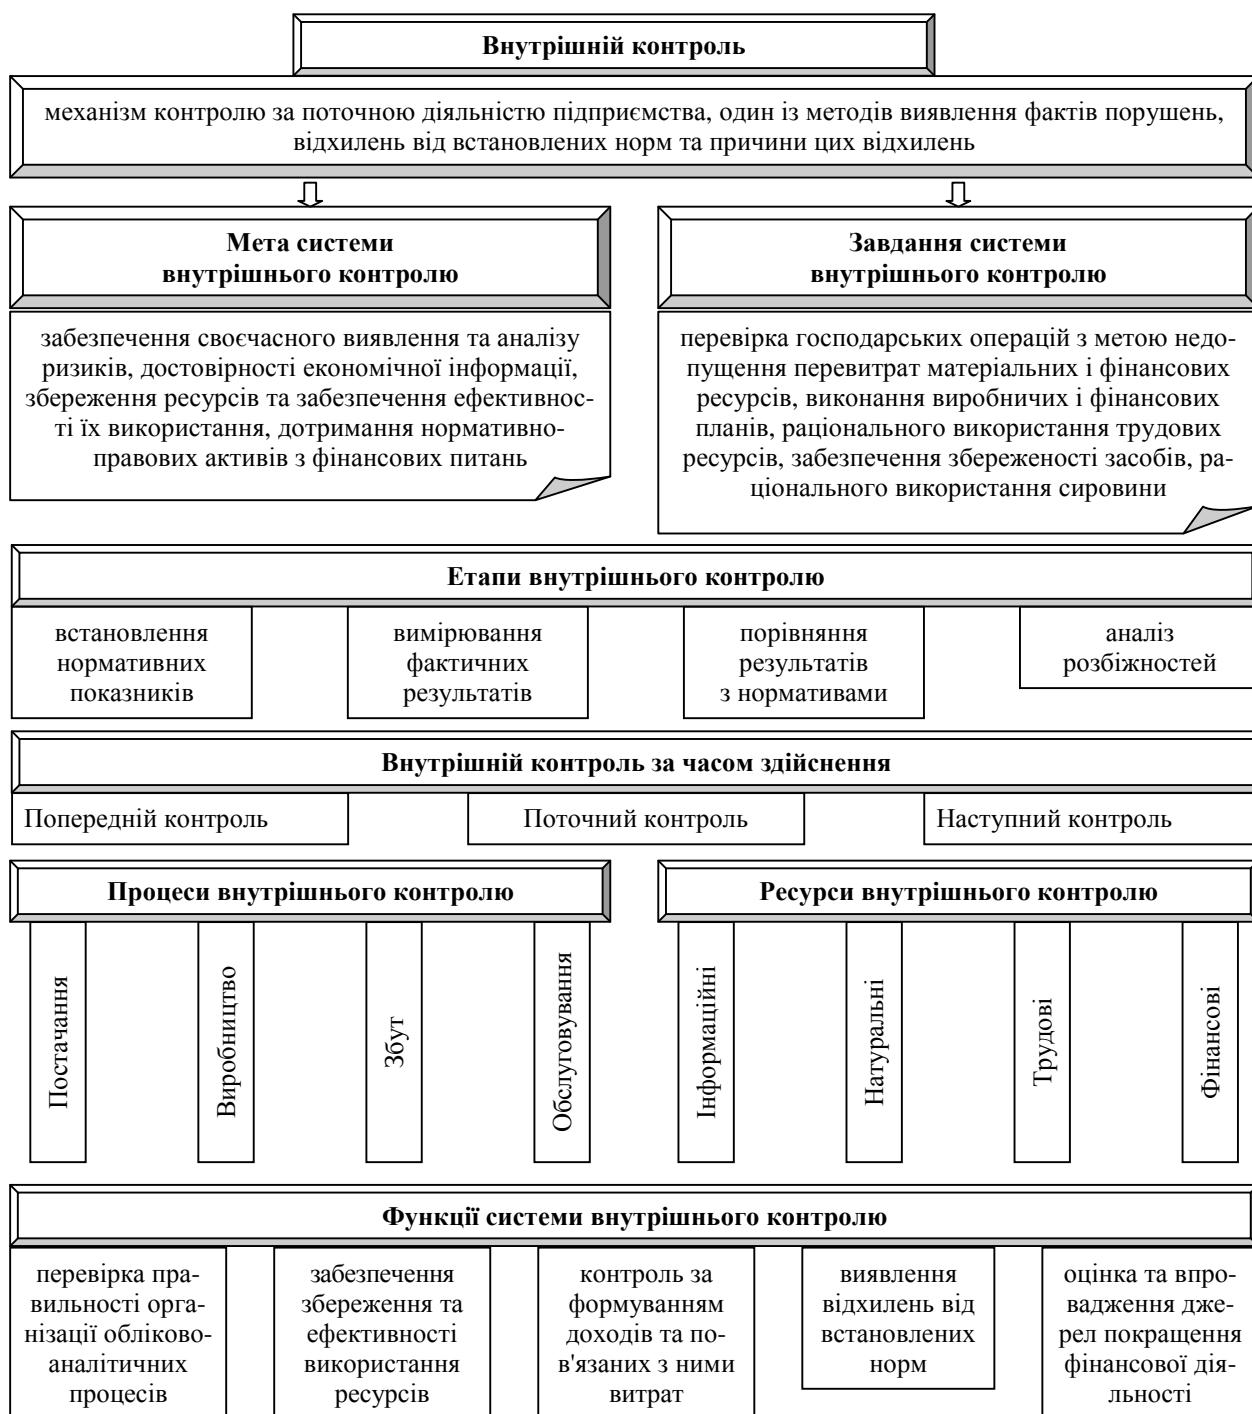 Внутрішній контроль
механізм контролю за поточною діяльністю підприємства, один із методів виявлення фактів порушень,
відхилень від встановлених норм та причини цих відхилень
Мета системи
внутрішнього контролю
забезпечення своєчасного виявлення та аналізу
ризиків, достовірності економічної інформації,
збереження ресурсів та забезпечення ефективнос-
ті їх використання, дотримання нормативно-
правових активів з фінансових питань
Завдання системи
внутрішнього контролю
перевірка господарських операцій з метою недо-
пущення перевитрат матеріальних і фінансових
ресурсів, виконання виробничих і фінансових
планів, раціонального використання трудових
ресурсів, забезпечення збереженості засобів, ра-
ціонального використання сировини
Етапи внутрішнього контролю
встановлення
нормативних
показників
вимірювання
фактичних
результатів
порівняння
результатів
з нормативами
аналіз
розбіжностей
Внутрішній контроль за часом здійснення
Попередній контроль
Поточний контроль
Наступний контроль
Процеси внутрішнього контролю
Постачання
Виробництво
Збут
Обслуговування
Ресурси внутрішнього контролю
Інформаційні
Натуральні
Трудові
Фінансові
Функції системи внутрішнього контролю
перевірка пра-
вильності орга-
нізації обліково-
аналітичних
процесів
забезпечення
збереження та
ефективності
використання
ресурсів
контроль за
формуванням
доходів та по-
в'язаних з ними
витрат
виявлення
відхилень від
встановлених
норм
оцінка та впро-
вадження дже-
рел покращення
фінансової дія-
льності